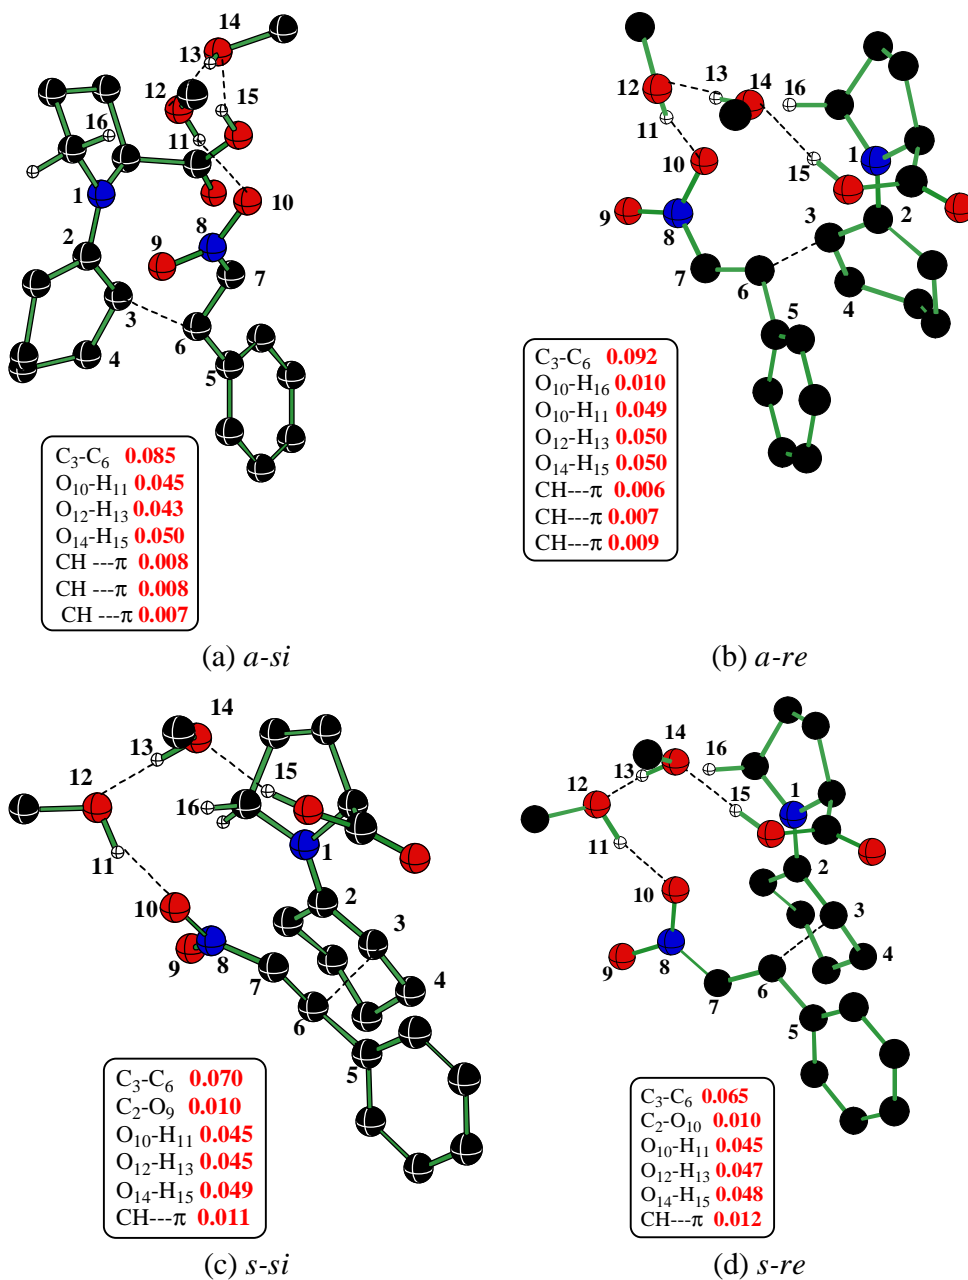 14
13
12
15
16
11
1
10
2
8
9
7
3
6
4
5
C3-C6 0.085
O10-H11 0.045
O12-H13 0.043
O14-H15 0.050
CH ---π 0.008
CH ---π 0.008
CH ---π 0.007
(a) a-si
12
13
14
16
11
10
1
15
9
8
3
2
7
6
4
5
C3-C6 0.092
O10-H16 0.010
O10-H11 0.049
O12-H13 0.050
O14-H15 0.050
CH---π 0.006
CH---π 0.007
CH---π 0.009
(b) a-re
14
13
12
15
16
11
1
10
2
3
9
8
7
4
6
5
C3-C6 0.070
C2-O9 0.010
O10-H11 0.045
O12-H13 0.045
O14-H15 0.049
CH---π 0.011
(c) s-si
14
16
13
12
15
1
11
2
10
3
9
8
4
6
7
5
C3-C6 0.065
C2-O10 0.010
O10-H11 0.045
O12-H13 0.047
O14-H15 0.048
CH---π 0.012
(d) s-re